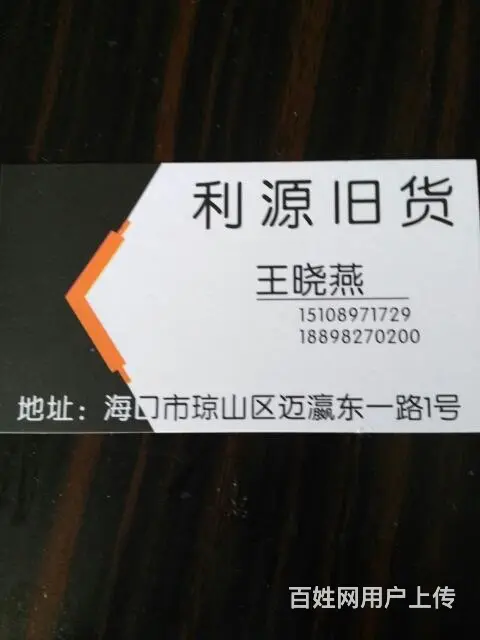 利源旧货
王晓燕
15108971729
18898270200
地址：海口市琼山区迈瀛东一路1号
百姓网用户上传